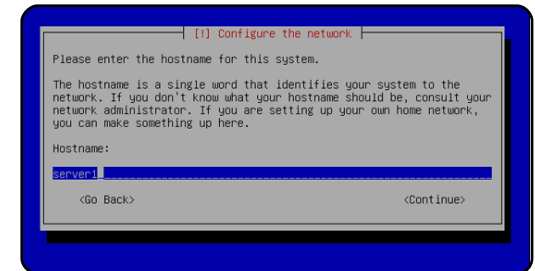 [!] Configure the network
Please enter the hostname for this system.
The hostname is a single word that identifies your system to the
network. If you don't know what your hostname should be, consult your
network administrator. If you are setting up your own home network,
you can make something up here.
Hostname:
server1
<Go Back> <Continue>